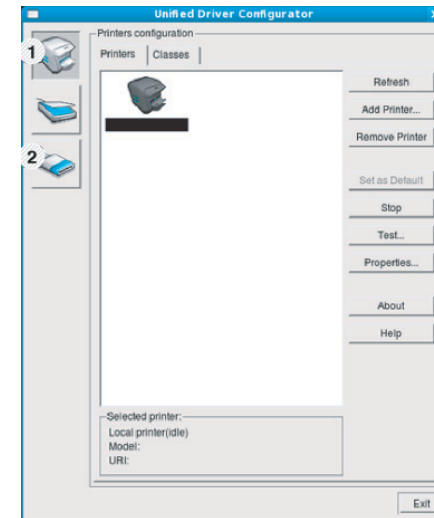 Unified Driver Configurator
1
2
Printers configuration
Printers
Classes
Refresh
Add Printer...
Remove Printer
Set as Default
Stop
Test...
Properties...
About
Help
Selected printer:
Local printer(idle)
Model:
URI:
Exit